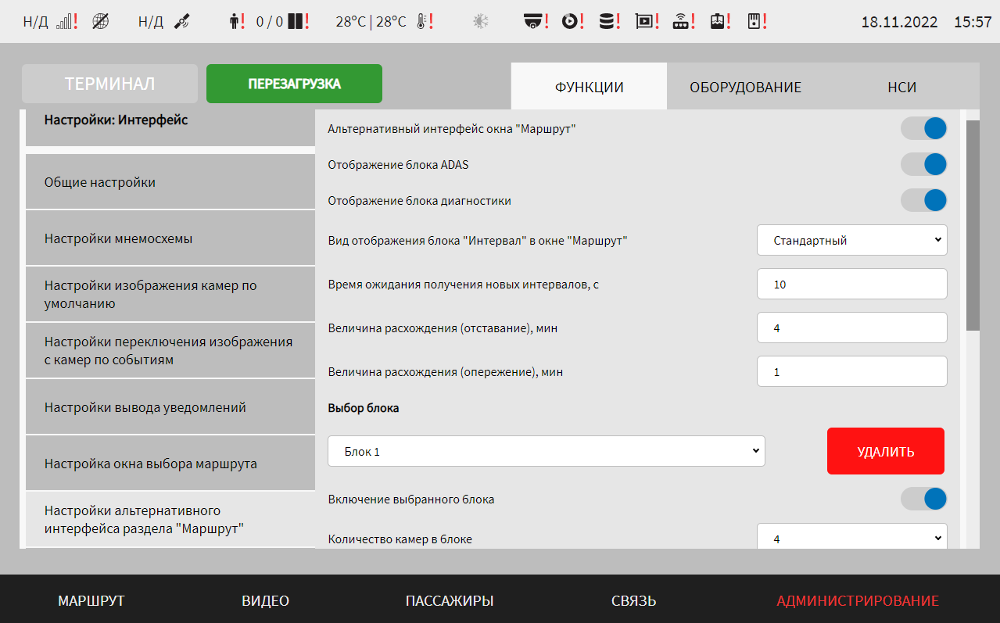 Н/Д ! Н/Д ! 0 / 0 ! 28°C | 28°C ! ! ! ! ! ! ! ! 18.11.2022 15:57
ТЕРМИНАЛ
ПЕРЕЗАГРУЗКА
ФУНКЦИИ
ОБОРУДОВАНИЕ
НСИ
Настройки: Интерфейс
Общие настройки
Настройки мнемосхемы
Настройки изображения камер по
умолчанию
Настройки переключения изображения
с камер по событиям
Настройки вывода уведомлений
Настройка окна выбора маршрута
Настройки альтернативного
интерфейса раздела "Маршрут"
Альтернативный интерфейс окна "Маршрут"
Отображение блока ADAS
Отображение блока диагностики
Вид отображения блока "Интервал" в окне "Маршрут" Стандартный
Время ожидания получения новых интервалов, с 10
Величина расхождения (отставание), мин 4
Величина расхождения (опережение), мин 1
Выбор блока
Блок 1
УДАЛИТЬ
Включение выбранного блока
Количество камер в блоке 4
МАРШРУТ
ВИДЕО
ПАССАЖИРЫ
СВЯЗЬ
АДМИНИСТРИРОВАНИЕ